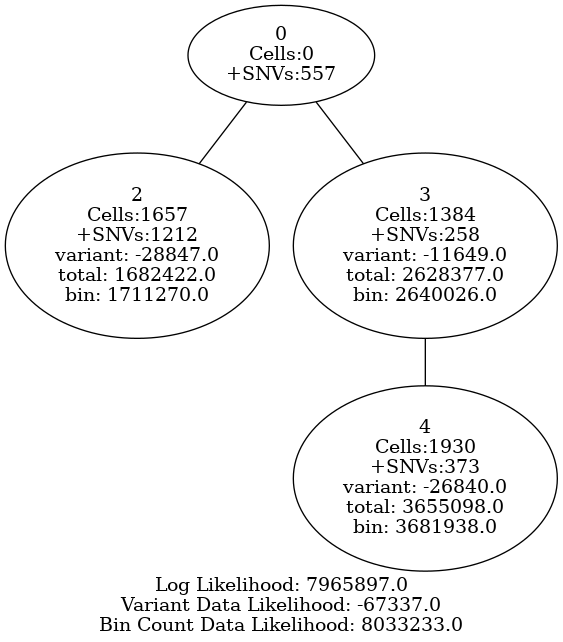 0
Cells:0
+SNVs:557
2
Cells:1657
+SNVs:1212
variant: -28847.0
total: 1682422.0
bin: 1711270.0
3
Cells:1384
+SNVs:258
variant: -11649.0
total: 2628377.0
bin: 2640026.0
4
Cells:1930
+SNVs:373
variant: -26840.0
total: 3655098.0
bin: 3681938.0
Log Likelihood: 7965897.0
Variant Data Likelihood: -67337.0
Bin Count Data Likelihood: 8033233.0